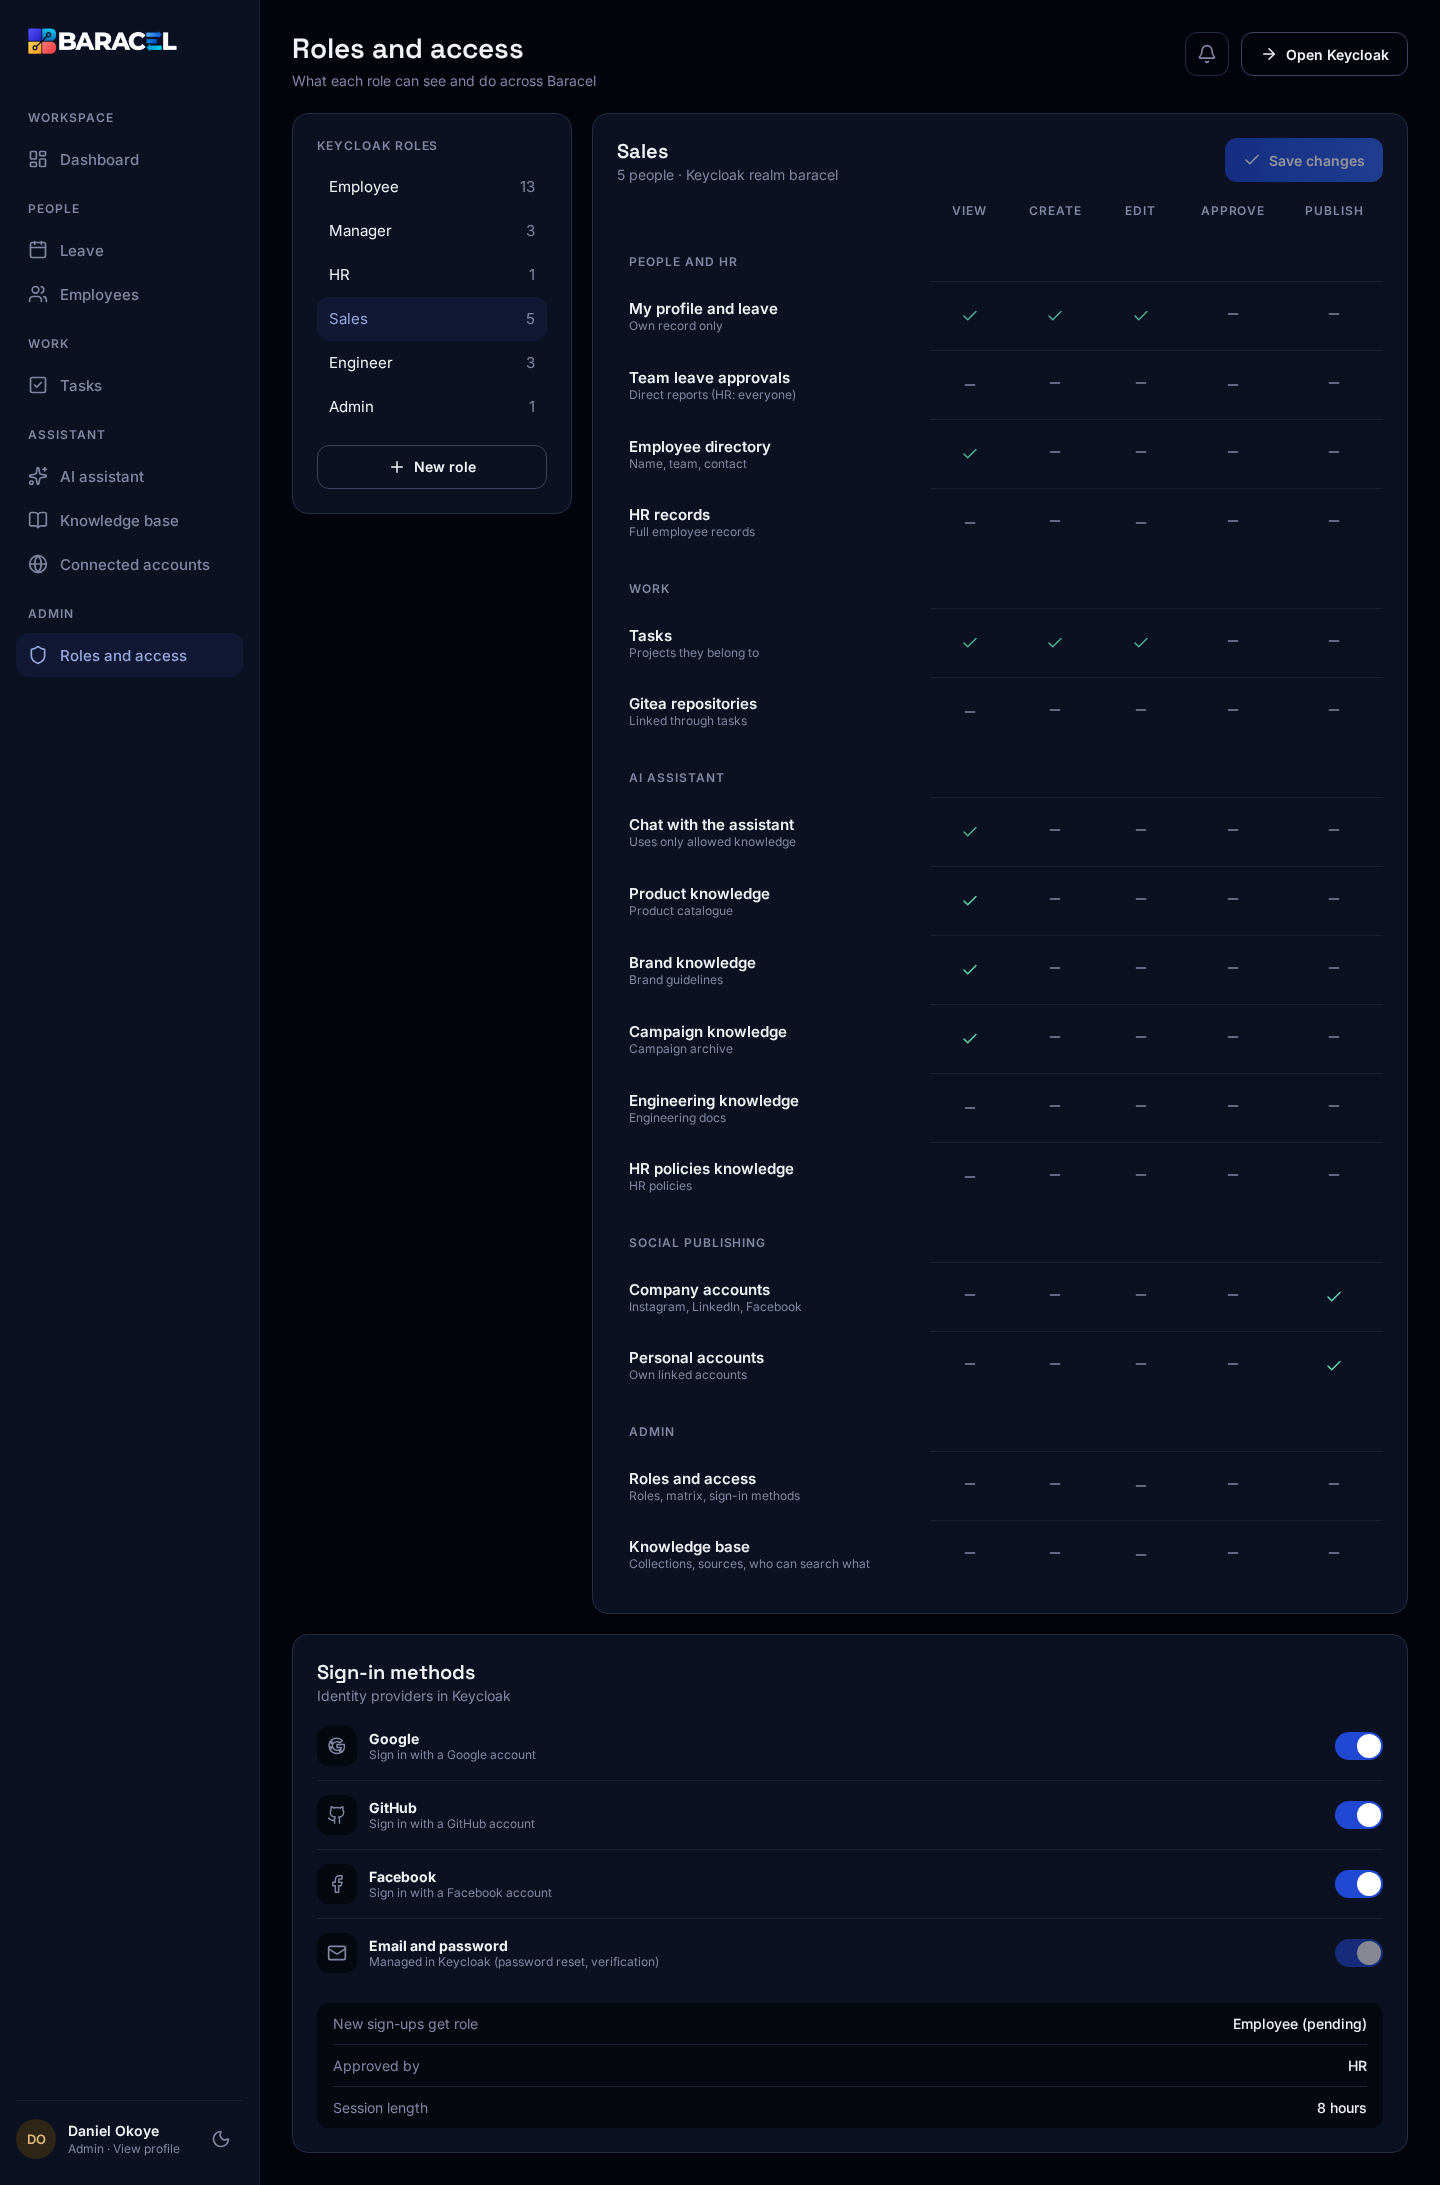 BARACEL
WORKSPACE
Dashboard
PEOPLE
Leave
Employees
WORK
Tasks
ASSISTANT
AI assistant
Knowledge base
Connected accounts
ADMIN
Roles and access
DO
Daniel Okoye
Admin · View profile
Roles and access
What each role can see and do across Baracel
Open Keycloak
KEYCLOAK ROLES
Employee 13
Manager 3
HR 1
Sales 5
Engineer 3
Admin 1
New role
Sales
5 people · Keycloak realm baracel
Save changes
VIEW CREATE EDIT APPROVE PUBLISH
PEOPLE AND HR
My profile and leave
Own record only
Team leave approvals
Direct reports (HR: everyone)
Employee directory
Name, team, contact
HR records
Full employee records
WORK
Tasks
Projects they belong to
Gitea repositories
Linked through tasks
AI ASSISTANT
Chat with the assistant
Uses only allowed knowledge
Product knowledge
Product catalogue
Brand knowledge
Brand guidelines
Campaign knowledge
Campaign archive
Engineering knowledge
Engineering docs
HR policies knowledge
HR policies
SOCIAL PUBLISHING
Company accounts
Instagram, LinkedIn, Facebook
Personal accounts
Own linked accounts
ADMIN
Roles and access
Roles, matrix, sign-in methods
Knowledge base
Collections, sources, who can search what
Sign-in methods
Identity providers in Keycloak
Google
Sign in with a Google account
GitHub
Sign in with a GitHub account
Facebook
Sign in with a Facebook account
Email and password
Managed in Keycloak (password reset, verification)
New sign-ups get role Employee (pending)
Approved by HR
Session length 8 hours